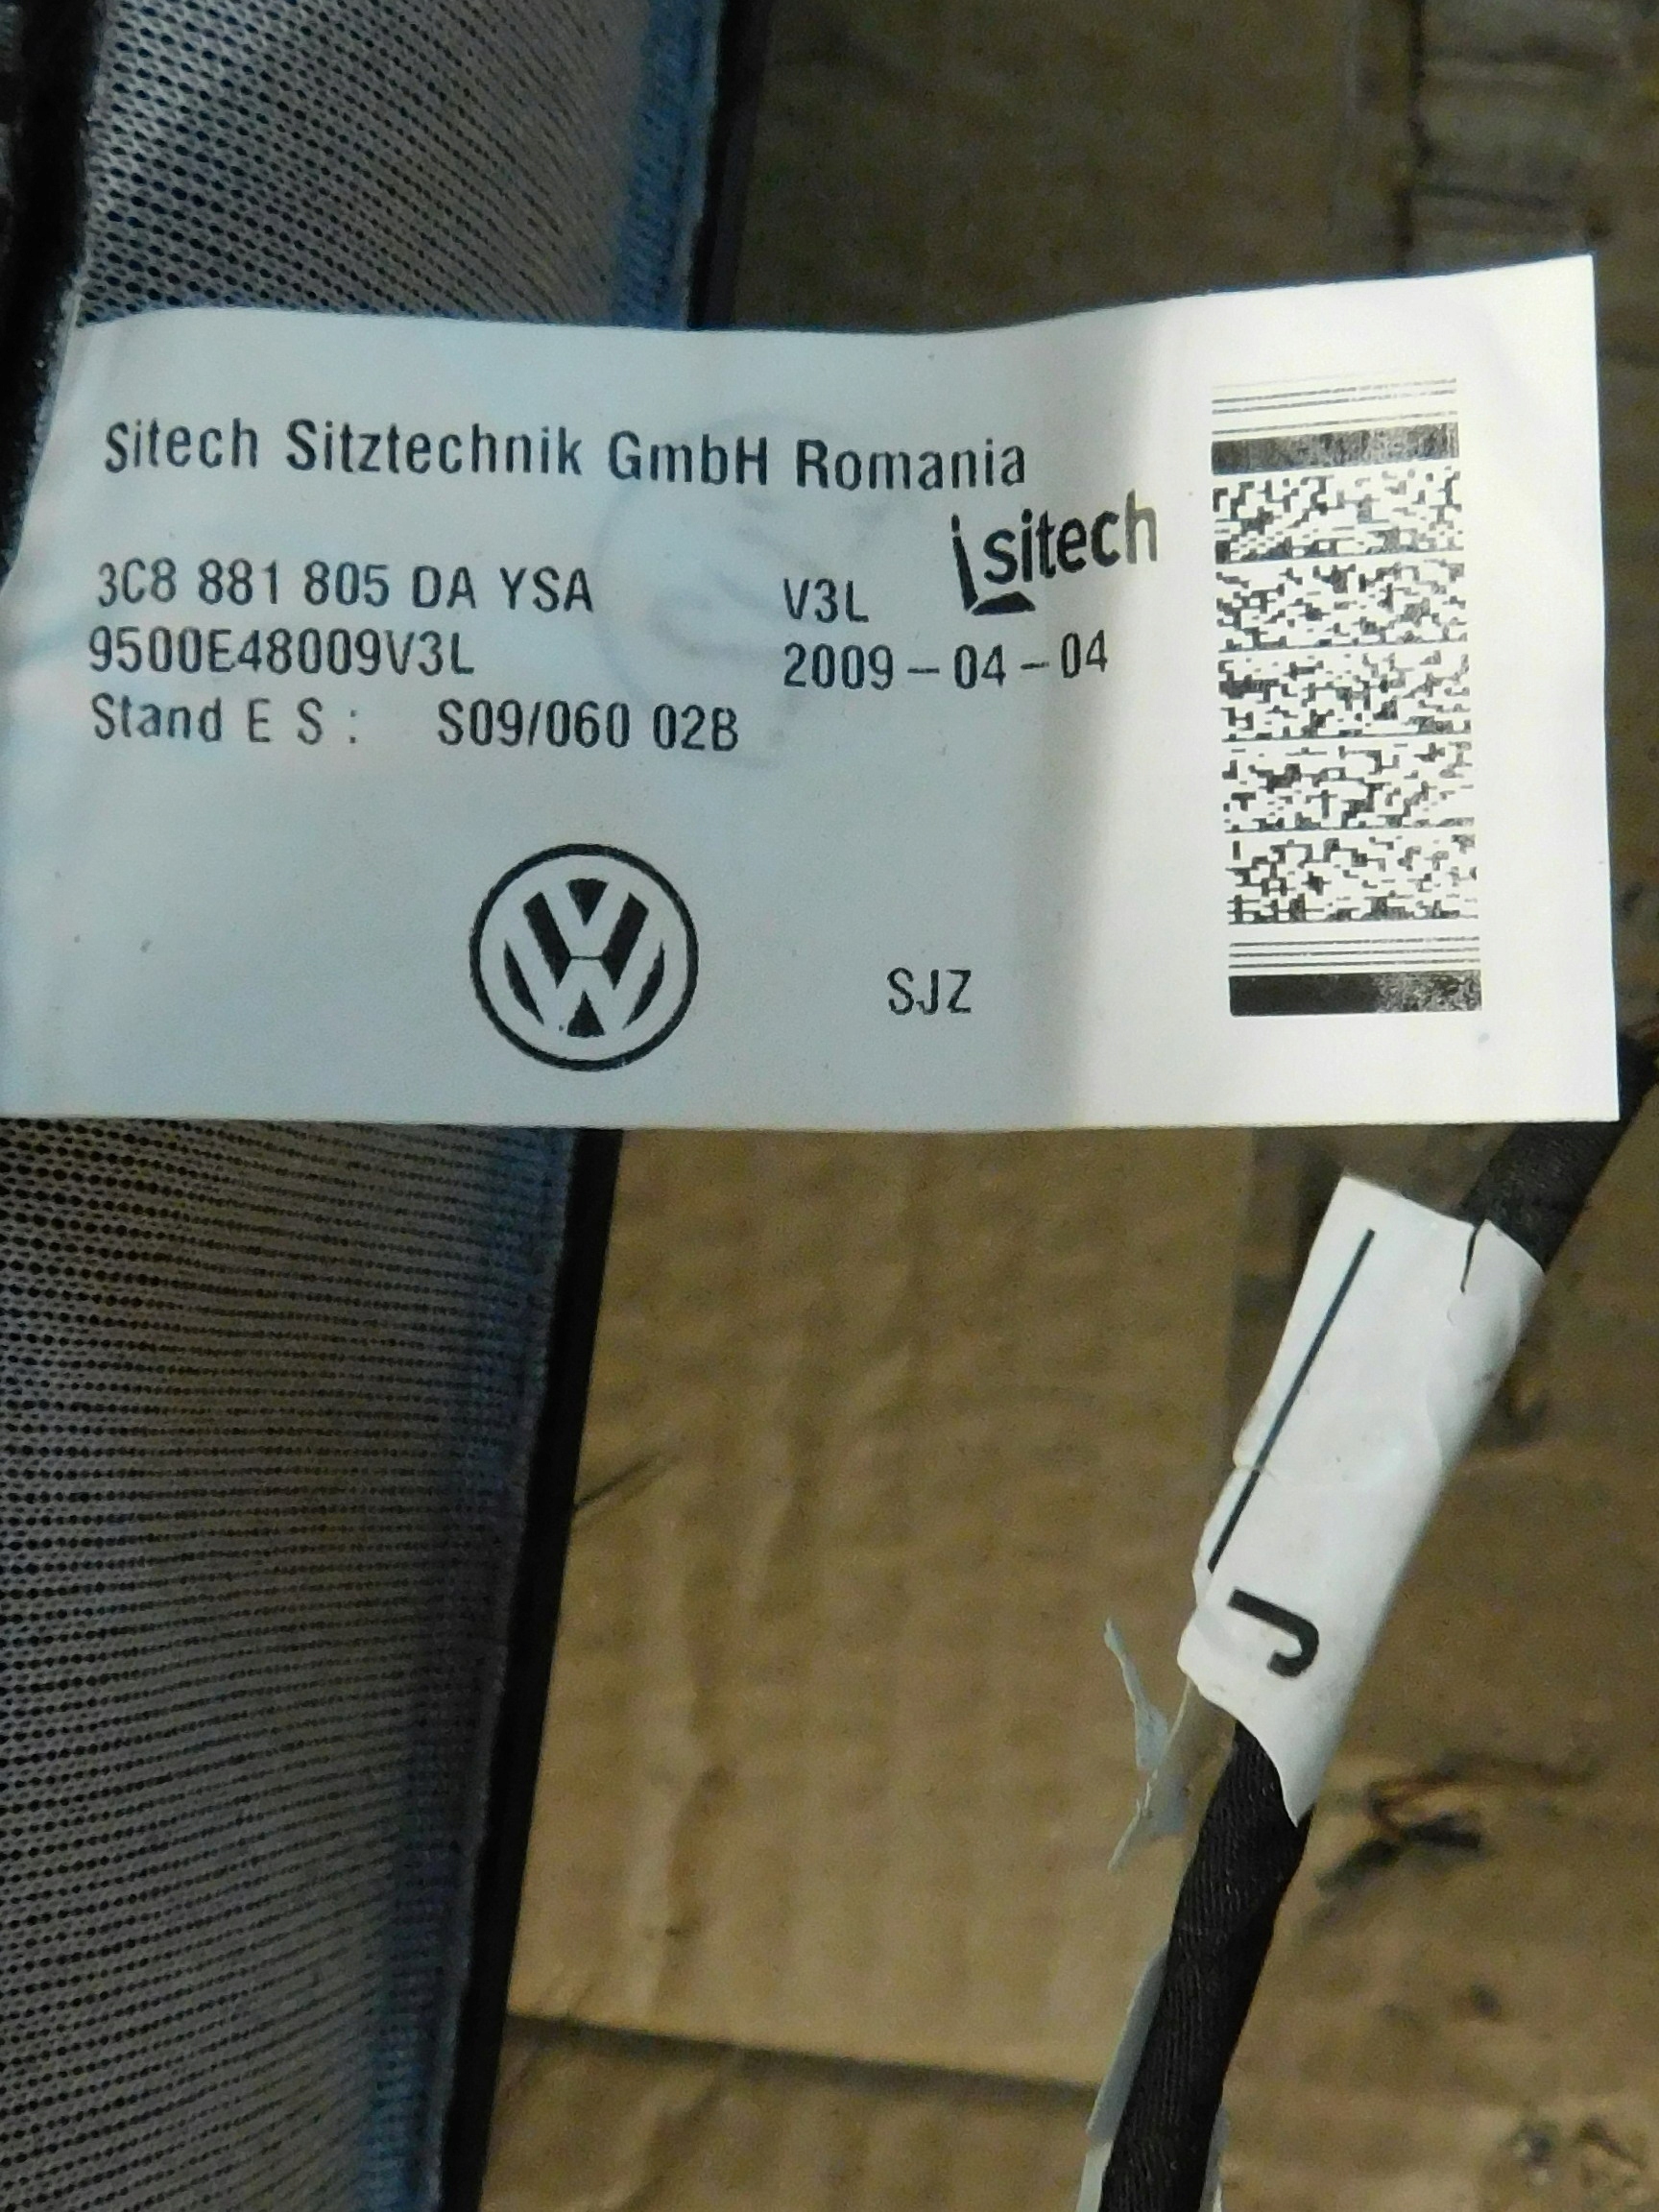 Sitech Sitztechnik GmbH Romania
sitech
3C8 881 805 DA YSA V3L
9500E48009V3L 2009-04-04
Stand E S : S09/060 02B
VW
SJZ
J